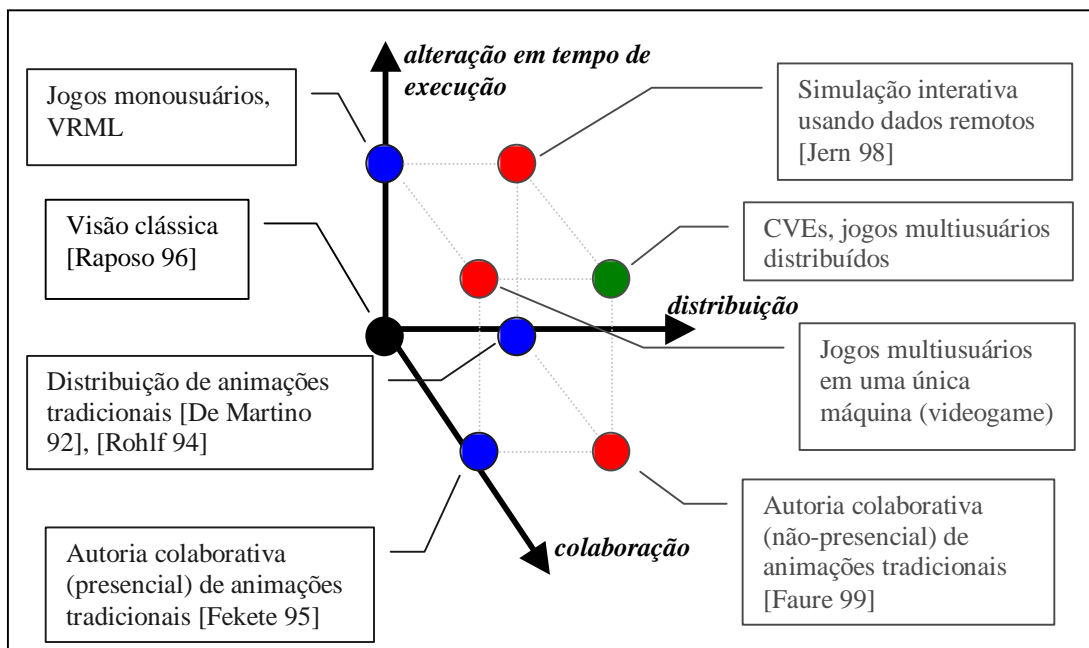 alteração em tempo de
execução
Jogos monousuários,
VRML
Simulação interativa
usando dados remotos
[Jern 98]
Visão clássica
[Raposo 96]
CVEs, jogos multiusuários
distribuídos
distribuição
Distribuição de animações
tradicionais [De Martino
92], [Rohlf 94]
Jogos multiusuários
em uma única
máquina (videogame)
Autoria colaborativa
(presencial) de animações
tradicionais [Fekete 95]
colaboração
Autoria colaborativa
(não-presencial) de
animações tradicionais
[Faure 99]